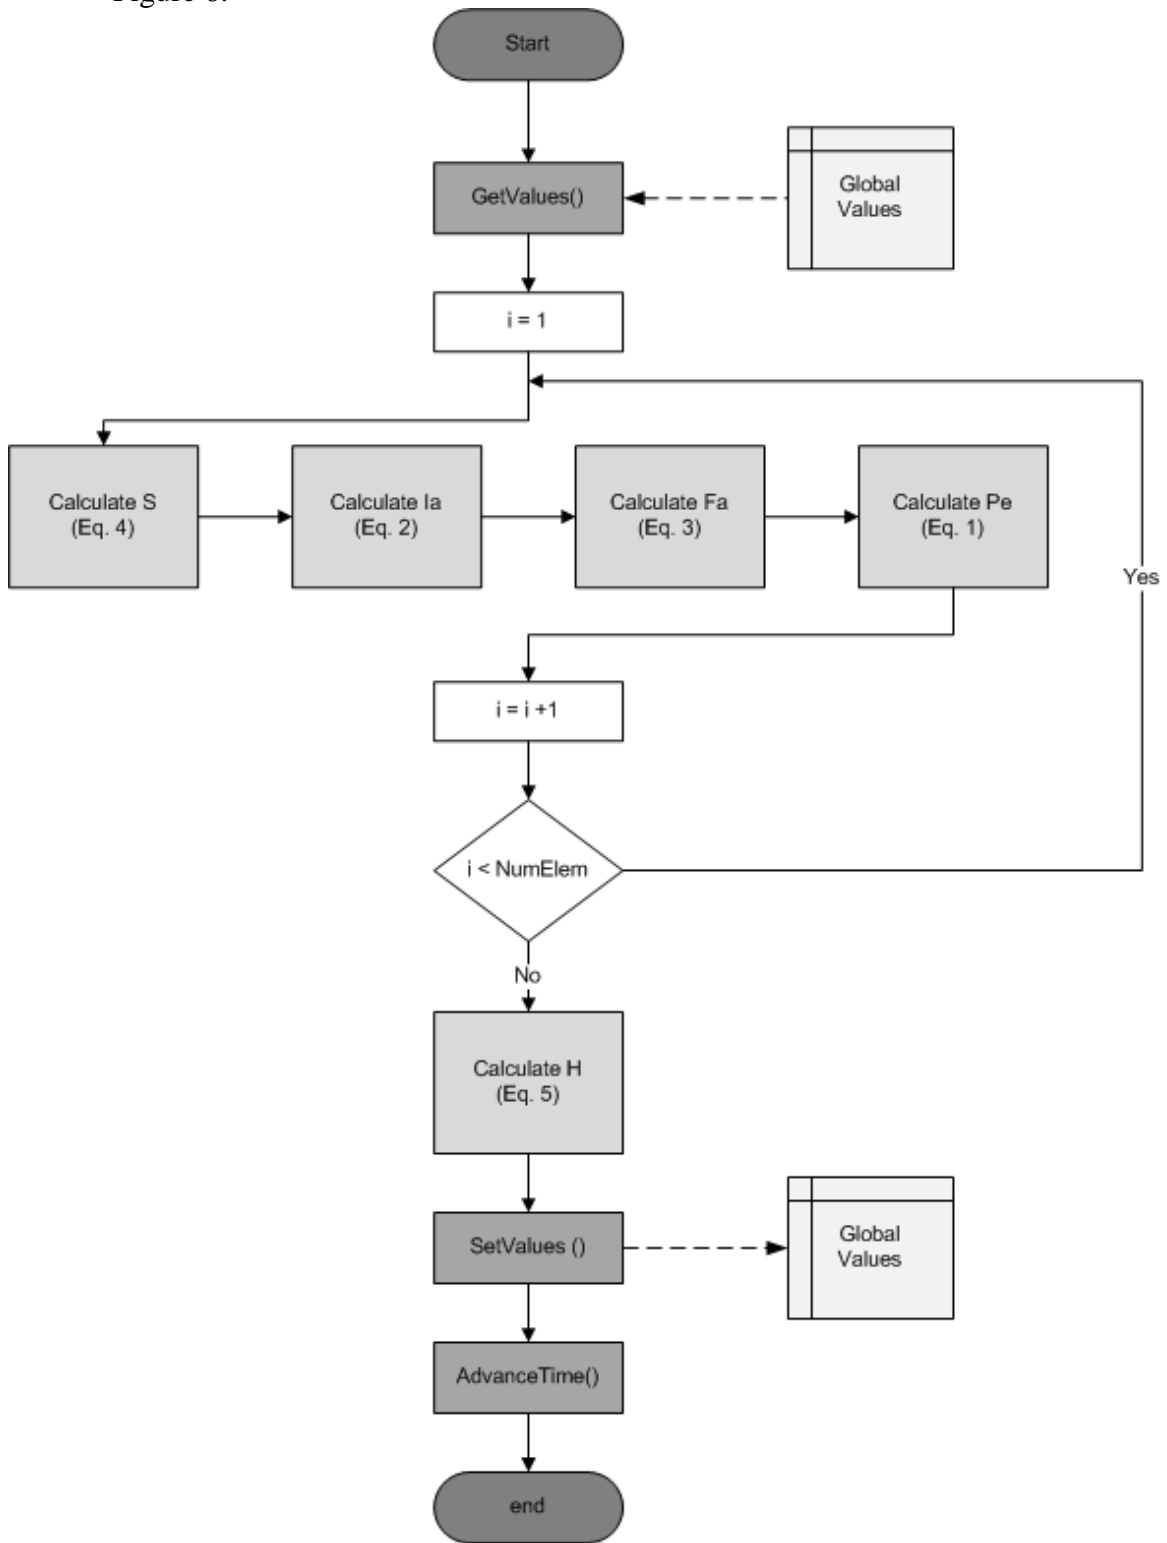 Figure 6.
Start
GetValues()
Global
Values
i = 1
Calculate S
(Eq. 4)
Calculate Ia
(Eq. 2)
Calculate Fa
(Eq. 3)
Calculate Pe
(Eq. 1)
Yes
i = i +1
i < NumElem
No
Calculate H
(Eq. 5)
SetValues ()
Global
Values
AdvanceTime()
end